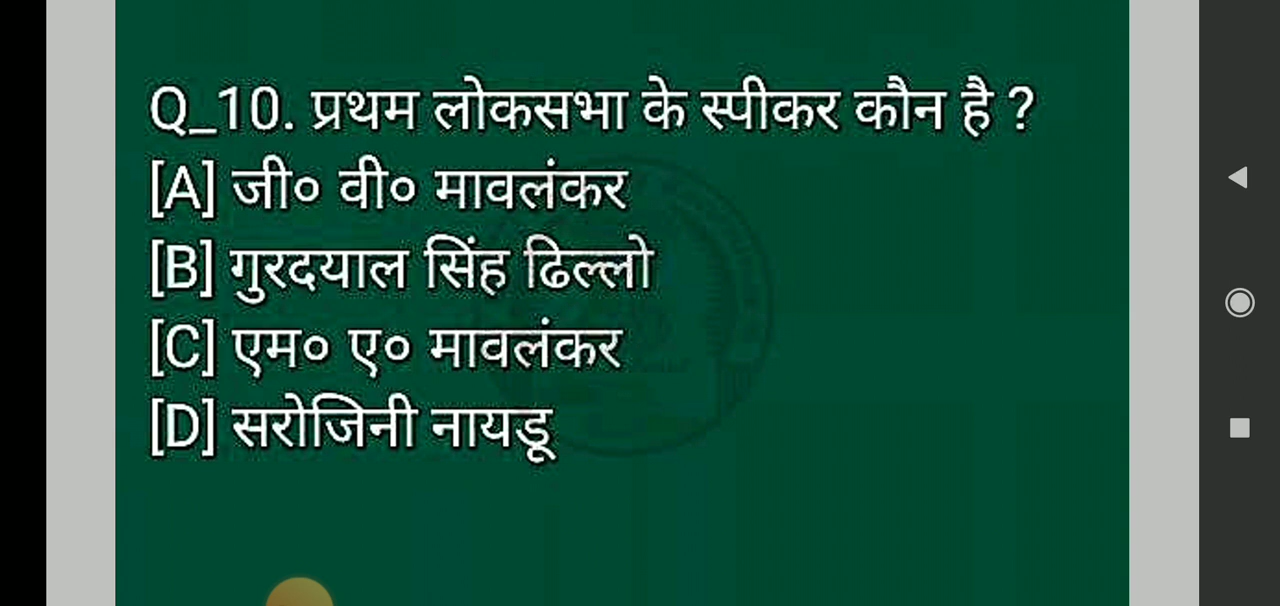 Q_10. प्रथम लोकसभा के स्पीकर कौन है ?
[A] जी० वी० मावलंकर
[B] गुरदयाल सिंह ढिल्लो
[C] एम० ए० मावलंकर
[D] सरोजिनी नायडू